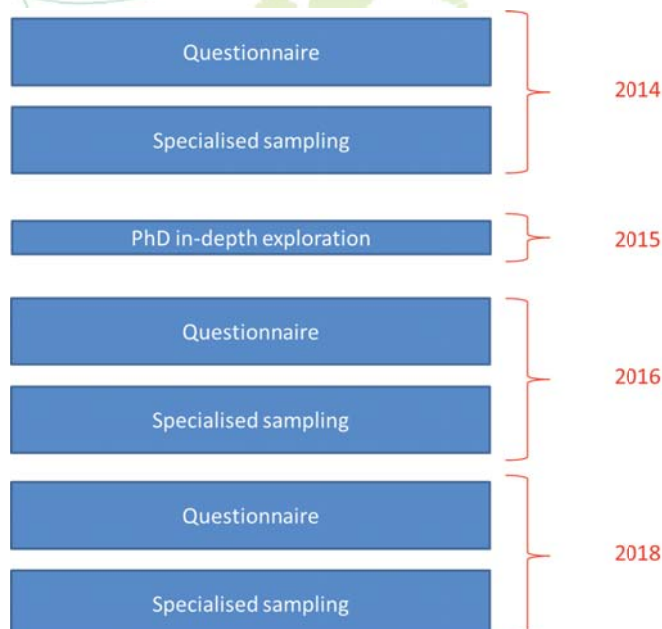 Questionnaire
2014
Specialised sampling
PhD in-depth exploration
2015
Questionnaire
2016
Specialised sampling
Questionnaire
2018
Specialised sampling